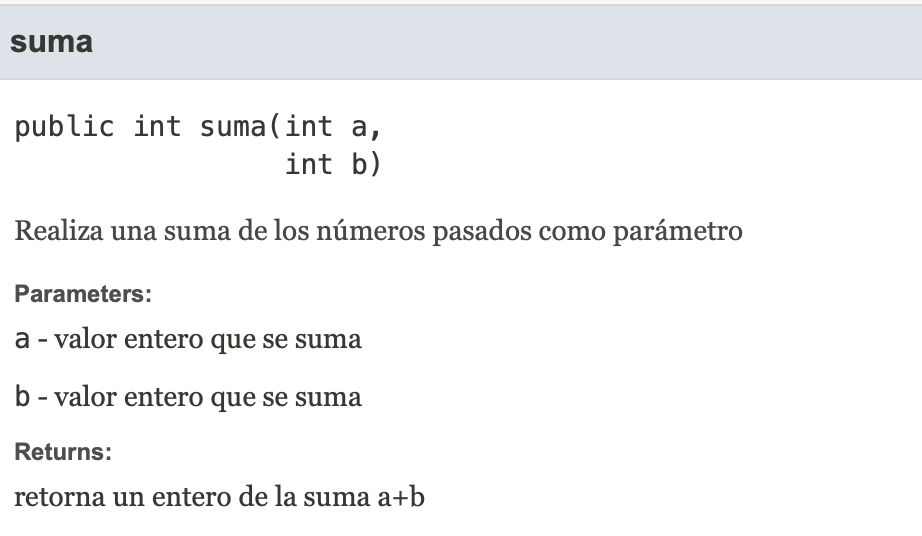 suma
public int suma(int a,
int b)
Realiza una suma de los números pasados como parámetro
Parameters:
a - valor entero que se suma
b - valor entero que se suma
Returns:
retorna un entero de la suma a+b